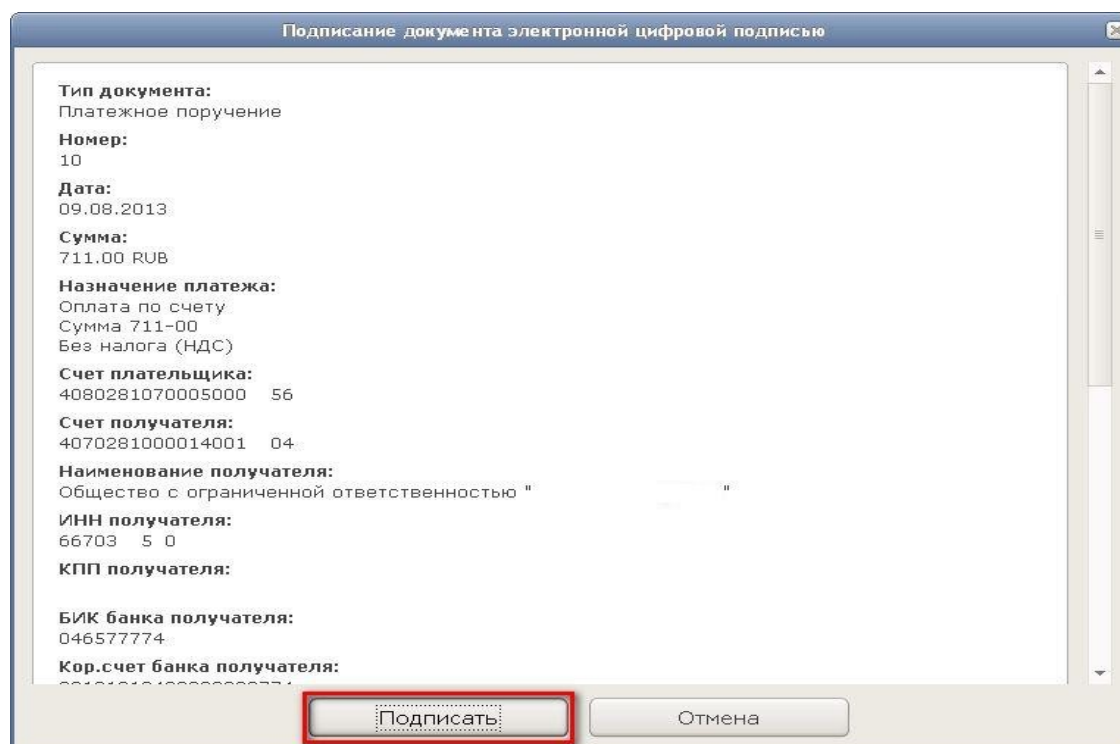 Подписание документа электронной цифровой подписью
Тип документа:
Платежное поручение
Номер:
10
Дата:
09.08.2013
Сумма:
711.00 RUB
Назначение платежа:
Оплата по счету
Сумма 711-00
Без налога (НДС)
Счет плательщика:
4080281070005000 56
Счет получателя:
4070281000014001 04
Наименование получателя:
Общество с ограниченной ответственностью " "
ИНН получателя:
66703 5 0
КПП получателя:
БИК банка получателя:
046577774
Кор.счет банка получателя:
Подписать Отмена